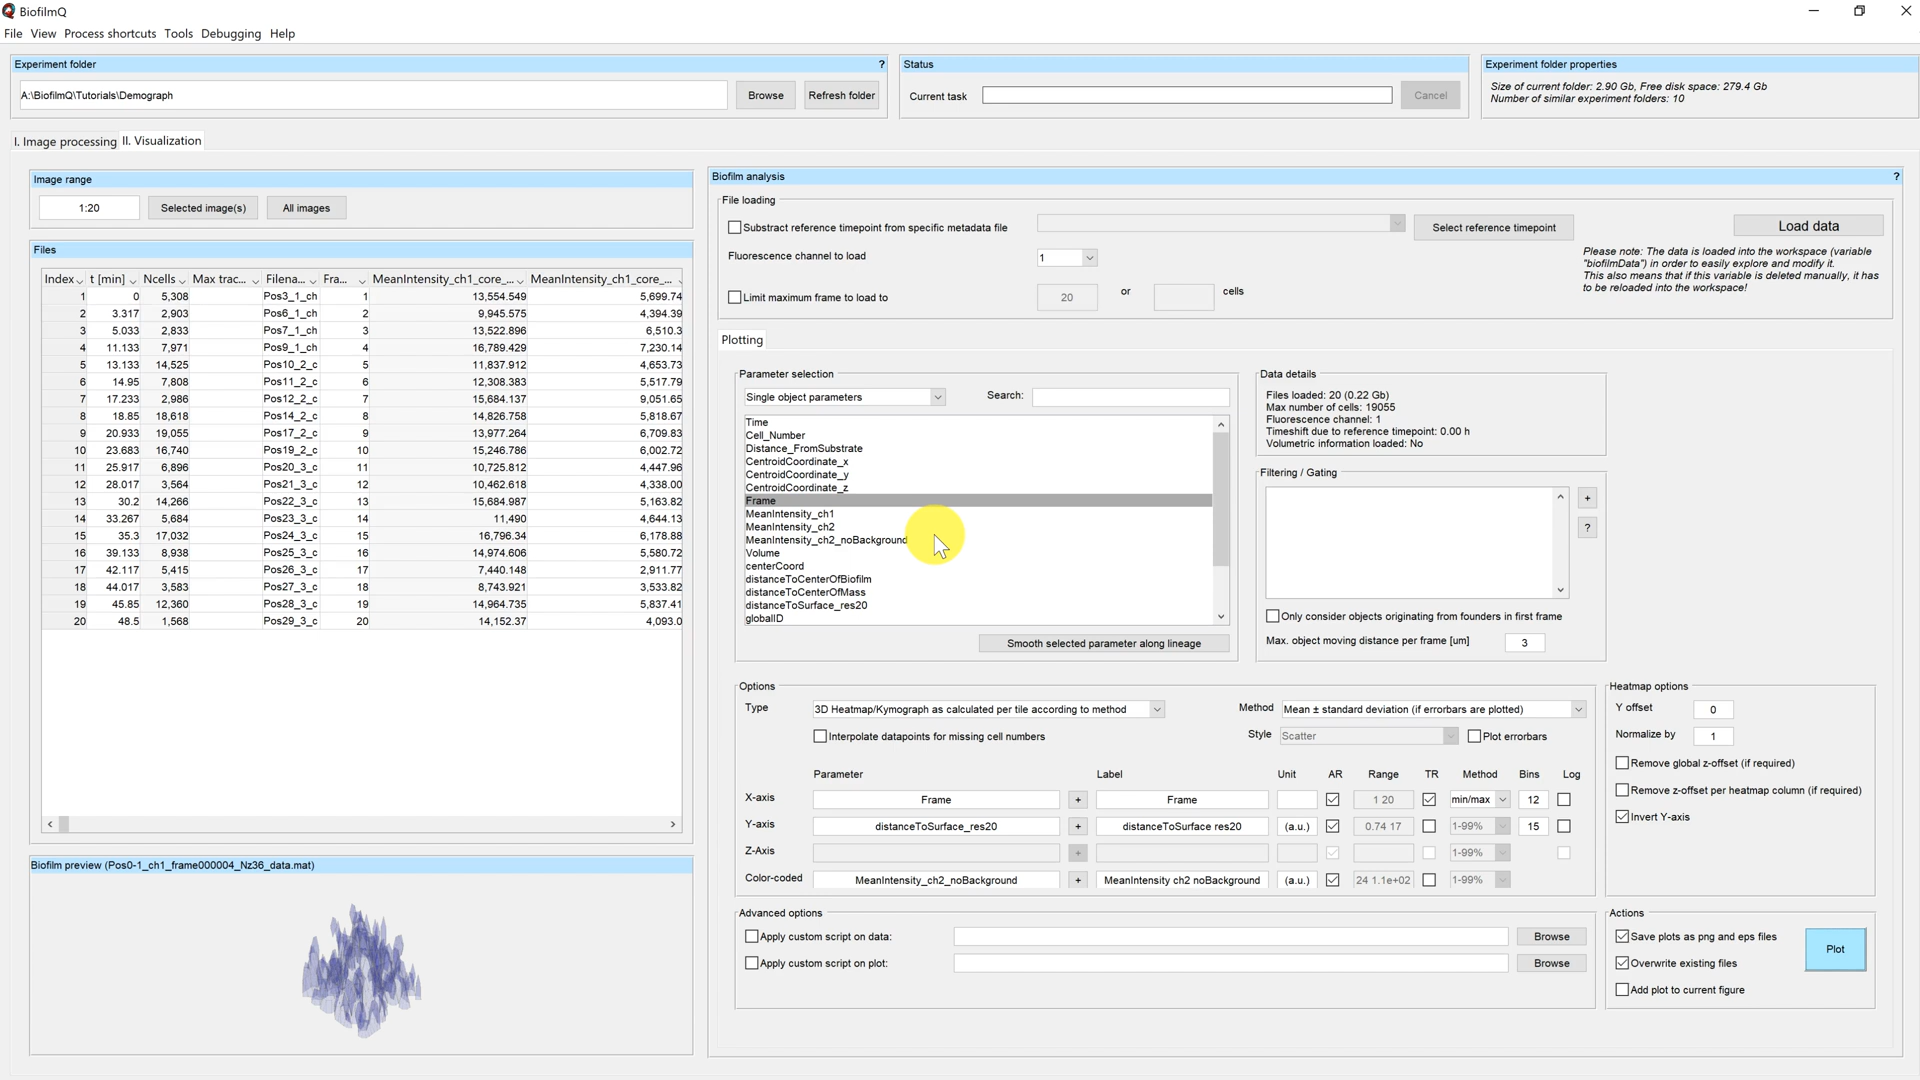 BiofilmQ
File View Process shortcuts Tools Debugging Help
Experiment folder ?
A:\BiofilmQ\Tutorials\Demograph Browse Refresh folder
Status
Current task Cancel
Experiment folder properties
Size of current folder: 2.90 Gb, Free disk space: 279.4 Gb
Number of similar experiment folders: 10
I. Image processing II. Visualization
Image range
1:20 Selected image(s) All images
Files
Index t [min] Ncells Max trac... Filena... Fra... MeanIntensity_ch1_core_... MeanIntensity_ch1_core_...
1 0 5,308 Pos3_1_ch 1 13,554.549 5,699.74
2 3.317 2,903 Pos6_1_ch 2 9,945.575 4,394.39
3 5.033 2,833 Pos7_1_ch 3 13,522.896 6,510.3
4 11.133 7,971 Pos9_1_ch 4 16,789.429 7,230.14
5 13.133 14,525 Pos10_2_c 5 11,837.912 4,653.73
6 14.95 7,808 Pos11_2_c 6 12,308.383 5,517.79
7 17.233 2,986 Pos12_2_c 7 15,684.137 9,051.65
8 18.85 18,618 Pos14_2_c 8 14,826.758 5,818.67
9 20.933 19,055 Pos17_2_c 9 13,977.264 6,709.83
10 23.683 16,740 Pos19_2_c 10 15,246.786 6,002.72
11 25.917 6,896 Pos20_3_c 11 10,725.812 4,447.96
12 28.017 3,564 Pos21_3_c 12 10,462.618 4,338.00
13 30.2 14,266 Pos22_3_c 13 15,684.987 5,163.82
14 33.267 5,684 Pos23_3_c 14 11,490 4,644.13
15 35.3 17,032 Pos24_3_c 15 16,796.34 6,178.88
16 39.133 8,938 Pos25_3_c 16 14,974.606 5,580.72
17 42.117 5,415 Pos26_3_c 17 7,440.148 2,911.77
18 44.017 3,583 Pos27_3_c 18 8,743.921 3,533.82
19 45.85 12,360 Pos28_3_c 19 14,964.735 5,837.41
20 48.5 1,568 Pos29_3_c 20 14,152.37 4,093.0
Biofilm preview (Pos0-1_ch1_frame000004_Nz36_data.mat)
Biofilm analysis ?
File loading
Substract reference timepoint from specific metadata file Select reference timepoint Load data
Fluorescence channel to load 1
Limit maximum frame to load to 20 or cells
Please note: The data is loaded into the workspace (variable
"biofilmData") in order to easily explore and modify it.
This also means that if this variable is deleted manually, it has
to be reloaded into the workspace!
Plotting
Parameter selection
Single object parameters Search:
Time
Cell_Number
Distance_FromSubstrate
CentroidCoordinate_x
CentroidCoordinate_y
CentroidCoordinate_z
Frame
MeanIntensity_ch1
MeanIntensity_ch2
MeanIntensity_ch2_noBackground
Volume
centerCoord
distanceToCenterOfBiofilm
distanceToCenterOfMass
distanceToSurface_res20
globalID
Smooth selected parameter along lineage
Data details
Files loaded: 20 (0.22 Gb)
Max number of cells: 19055
Fluorescence channel: 1
Timeshift due to reference timepoint: 0.00 h
Volumetric information loaded: No
Filtering / Gating
+
?
Only consider objects originating from founders in first frame
Max. object moving distance per frame [um] 3
Options
Type 3D Heatmap/Kymograph as calculated per tile according to method Method Mean ± standard deviation (if errorbars are plotted)
Interpolate datapoints for missing cell numbers Style Scatter Plot errorbars
Parameter Label Unit AR Range TR Method Bins Log
X-axis Frame + Frame 1 20 min/max 12
Y-axis distanceToSurface_res20 + distanceToSurface res20 (a.u.) 0.74 17 1-99% 15
Z-Axis + 1-99%
Color-coded MeanIntensity_ch2_noBackground + MeanIntensity ch2 noBackground (a.u.) 24 1.1e+02 1-99%
Heatmap options
Y offset 0
Normalize by 1
Remove global z-offset (if required)
Remove z-offset per heatmap column (if required)
Invert Y-axis
Advanced options
Apply custom script on data: Browse
Apply custom script on plot: Browse
Actions
Save plots as png and eps files
Overwrite existing files
Add plot to current figure
Plot